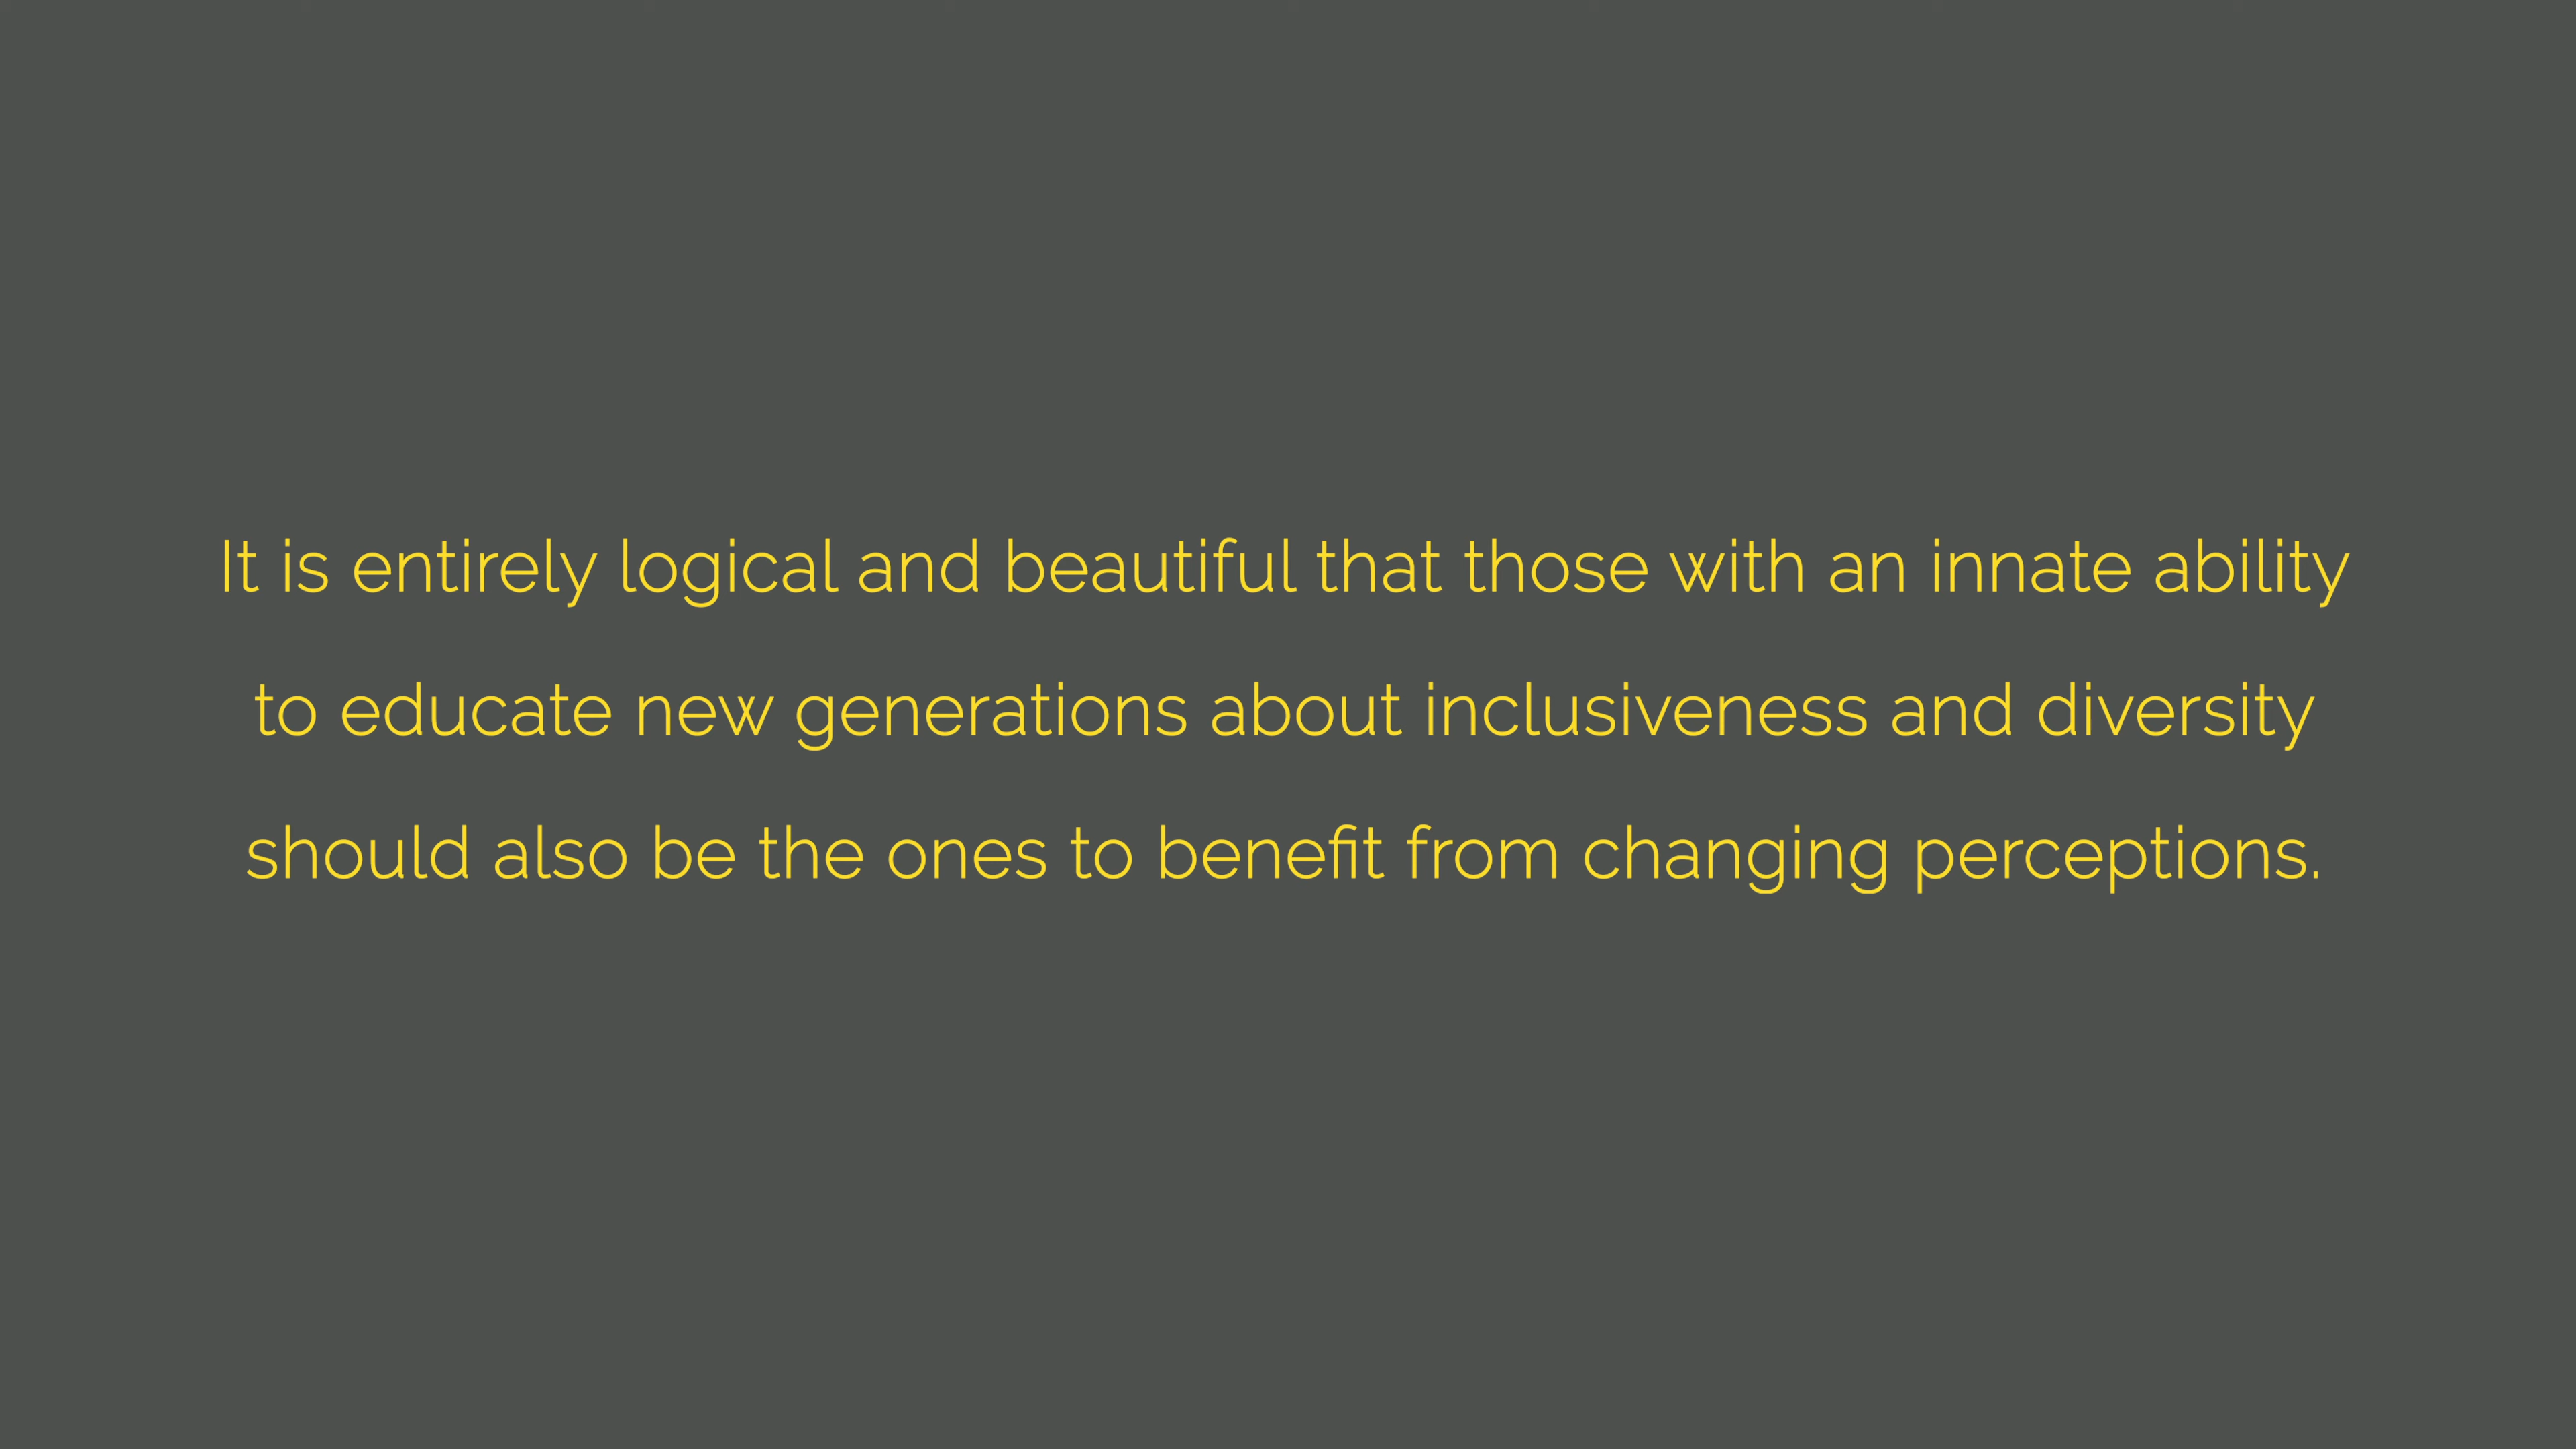 It is entirely logical and beautiful that those with an innate ability
to educate new generations about inclusiveness and diversity
should also be the ones to benefit from changing perceptions.